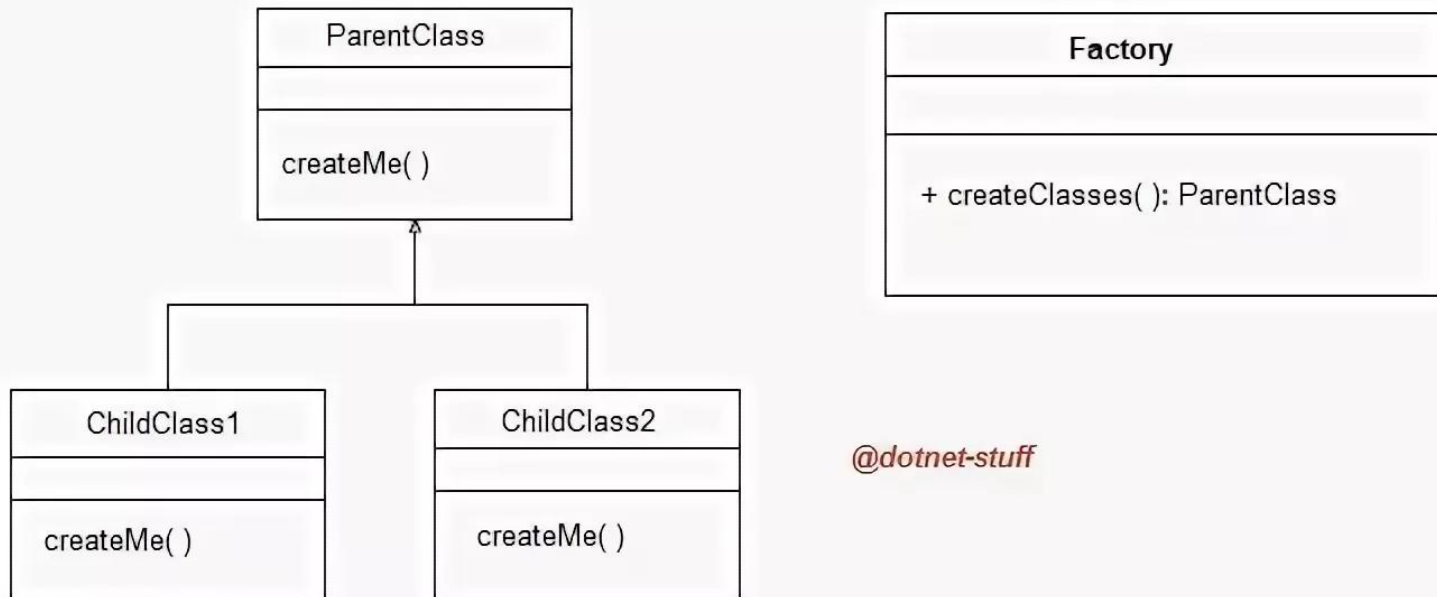 ParentClass
createMe( )
Factory
+ createClasses( ): ParentClass
ChildClass1
createMe( )
ChildClass2
createMe( )
@dotnet-stuff